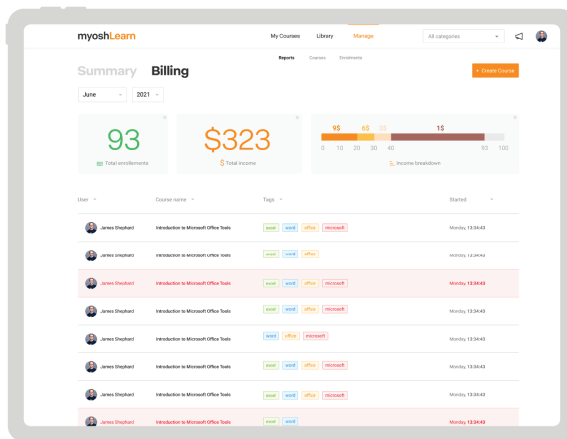 myoshLearn My Courses Library Manage All categories
Reports Courses Enrolments
Summary Billing + Create Course
June 2021
93 $323 9$ 6$ 3$ 1$
0 10 20 30 40 93 100
Total enrollements $ Total income Income breakdown
User Course name Tags Started
James Shephard Introduction to Microsoft Office Tools excel word office microsoft Monday, 13:34:43
James Shephard Introduction to Microsoft Office Tools excel word office Monday, 13:34:43
James Shephard Introduction to Microsoft Office Tools excel word office microsoft Monday, 13:34:43
James Shephard Introduction to Microsoft Office Tools excel word office microsoft Monday, 13:34:43
James Shephard Introduction to Microsoft Office Tools word office microsoft Monday, 13:34:43
James Shephard Introduction to Microsoft Office Tools excel word office microsoft Monday, 13:34:43
James Shephard Introduction to Microsoft Office Tools excel word office microsoft Monday, 13:34:43
James Shephard Introduction to Microsoft Office Tools excel word Monday, 13:34:43